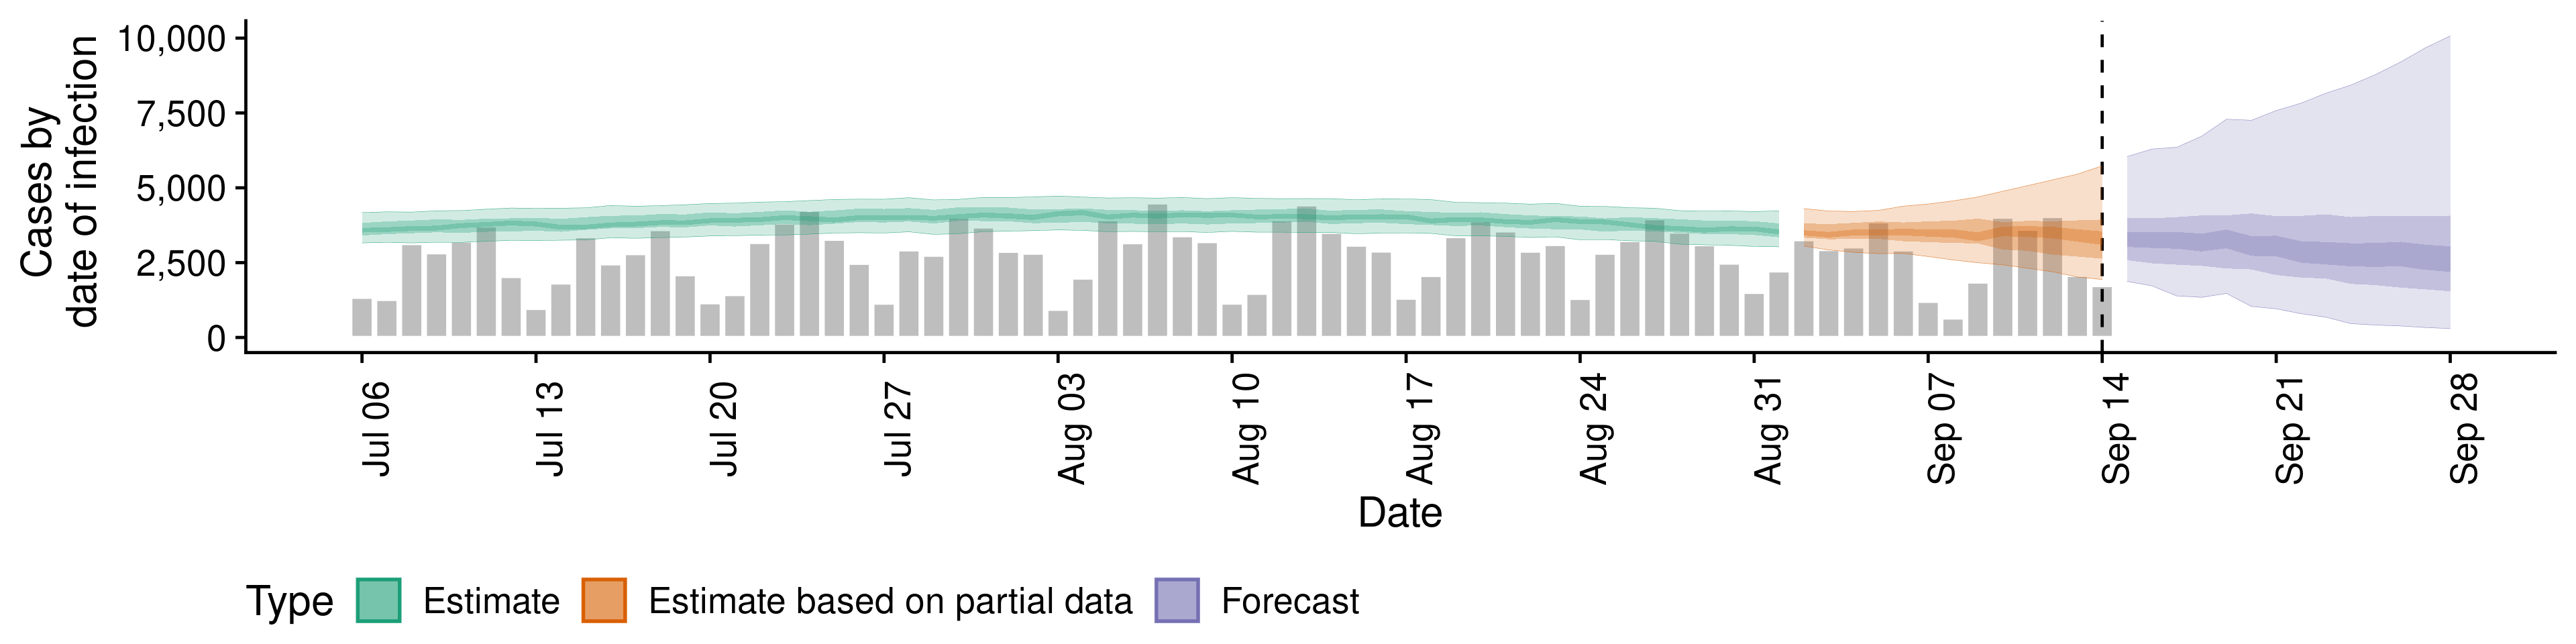 Cases by
date of infection
10,000
7,500
5,000
2,500
0
Jul 06
Jul 13
Jul 20
Jul 27
Aug 03
Aug 10
Aug 17
Aug 24
Aug 31
Sep 07
Sep 14
Sep 21
Sep 28
Date
Type Estimate Estimate based on partial data Forecast